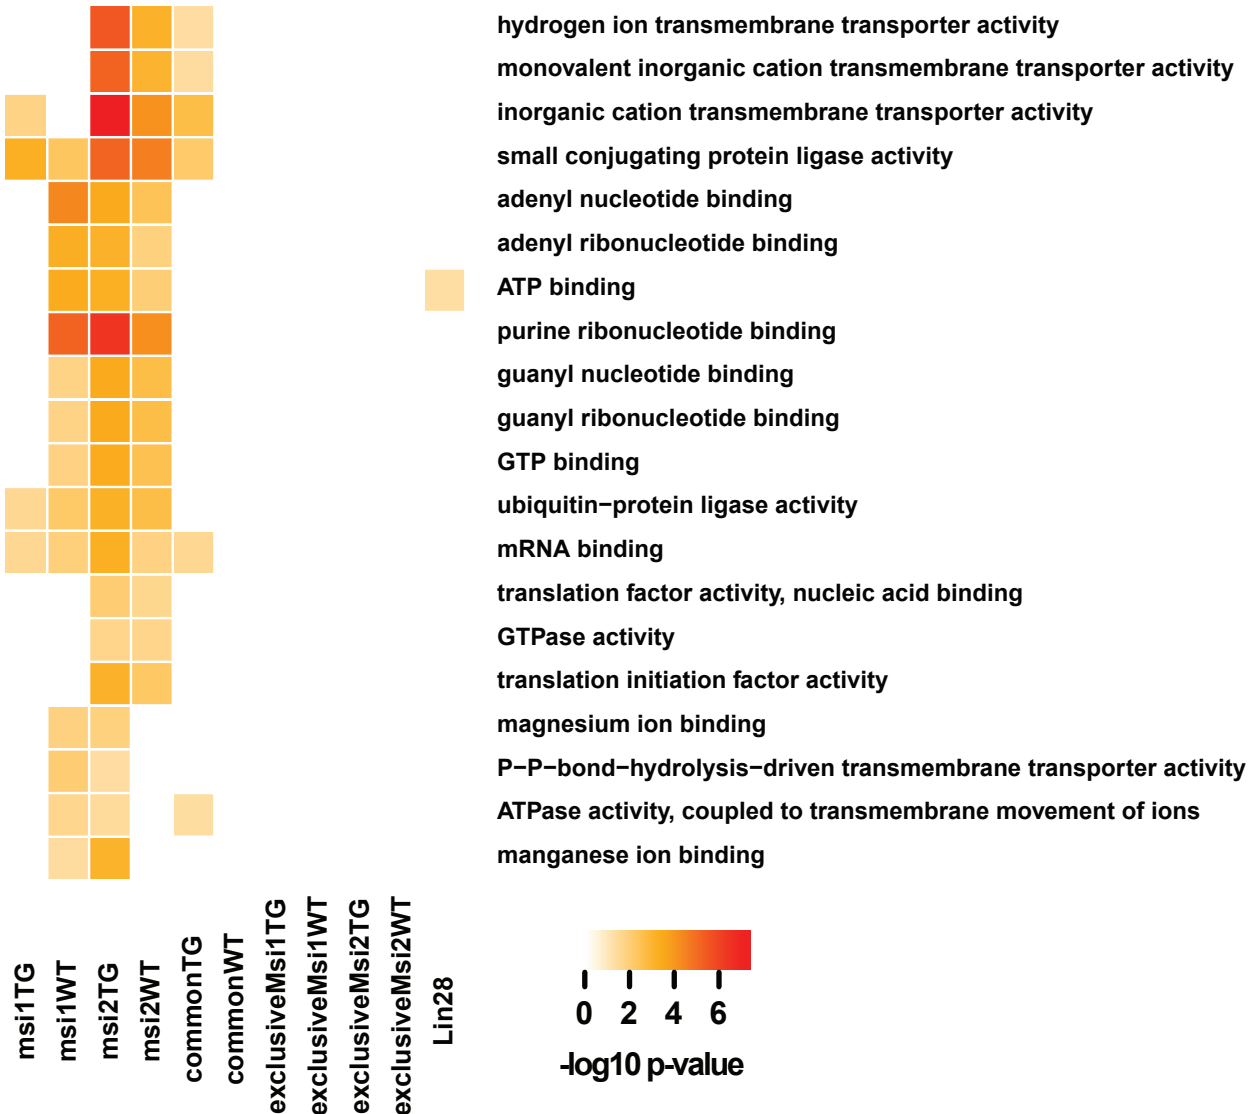 hydrogen ion transmembrane transporter activity
monovalent inorganic cation transmembrane transporter activity
inorganic cation transmembrane transporter activity
small conjugating protein ligase activity
adenyl nucleotide binding
adenyl ribonucleotide binding
ATP binding
purine ribonucleotide binding
guanyl nucleotide binding
guanyl ribonucleotide binding
GTP binding
ubiquitin−protein ligase activity
mRNA binding
translation factor activity, nucleic acid binding
GTPase activity
translation initiation factor activity
magnesium ion binding
P−P−bond−hydrolysis−driven transmembrane transporter activity
ATPase activity, coupled to transmembrane movement of ions
manganese ion binding
msi1TG
msi1WT
msi2TG
msi2WT
commonTG
commonWT
exclusiveMsi1TG
exclusiveMsi1WT
exclusiveMsi2TG
exclusiveMsi2WT
Lin28
0 2 4 6
-log10 p-value